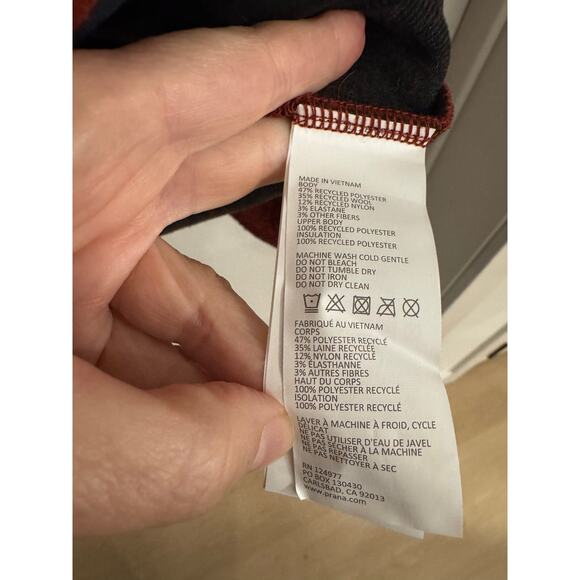 MADE IN VIETNAM
BODY
47% RECYCLED POLYESTER
35% RECYCLED WOOL
12% RECYCLED NYLON
3% ELASTANE
3% OTHER FIBERS
UPPER BODY
100% RECYCLED POLYESTER
INSULATION
100% RECYCLED POLYESTER
MACHINE WASH COLD GENTLE
DO NOT BLEACH
DO NOT TUMBLE DRY
DO NOT IRON
DO NOT DRY CLEAN
FABRIQUÉ AU VIETNAM
CORPS
47% POLYESTER RECYCLÉ
35% LAINE RECYCLÉE
12% NYLON RECYCLÉ
3% ÉLASTHANNE
3% AUTRES FIBRES
HAUT DU CORPS
100% POLYESTER RECYCLÉ
ISOLATION
100% POLYESTER RECYCLÉ
LAVER À MACHINE À FROID, CYCLE
DÉLICAT
NE PAS UTILISER D'EAU DE JAVEL
NE PAS SÉCHER À LA MACHINE
NE PAS REPASSER
NE PAS NETTOYER À SEC
RN 124977
PO BOX 130430
CARLSBAD, CA 92013
www.prana.com